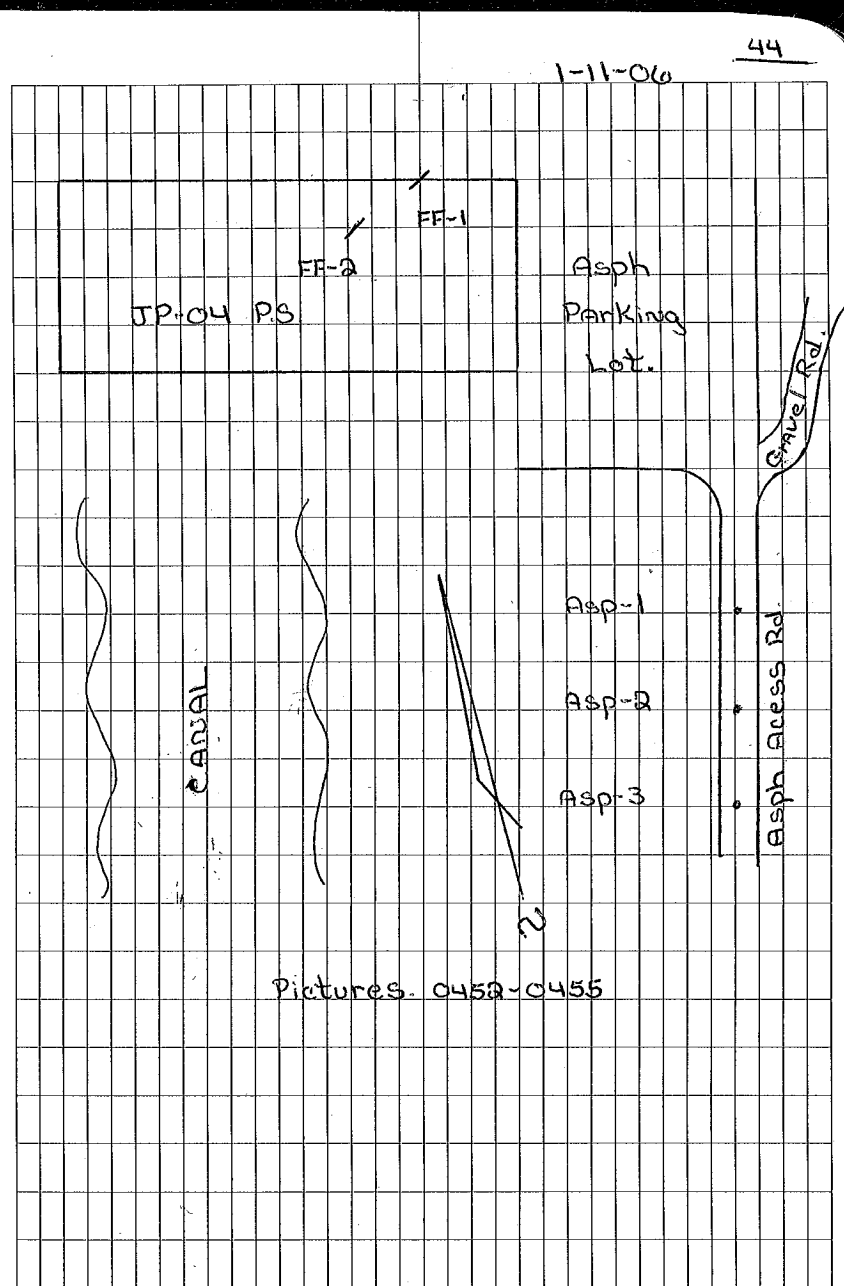 44
1-11-06
FF-1
FF-2
JP-04 P.S
Asph
Parking
Lot.
Gravel Rd.
Asp-1
Asp-2
Asp-3
Asph Acess Rd.
CANAL
N
Pictures. 0452-0455